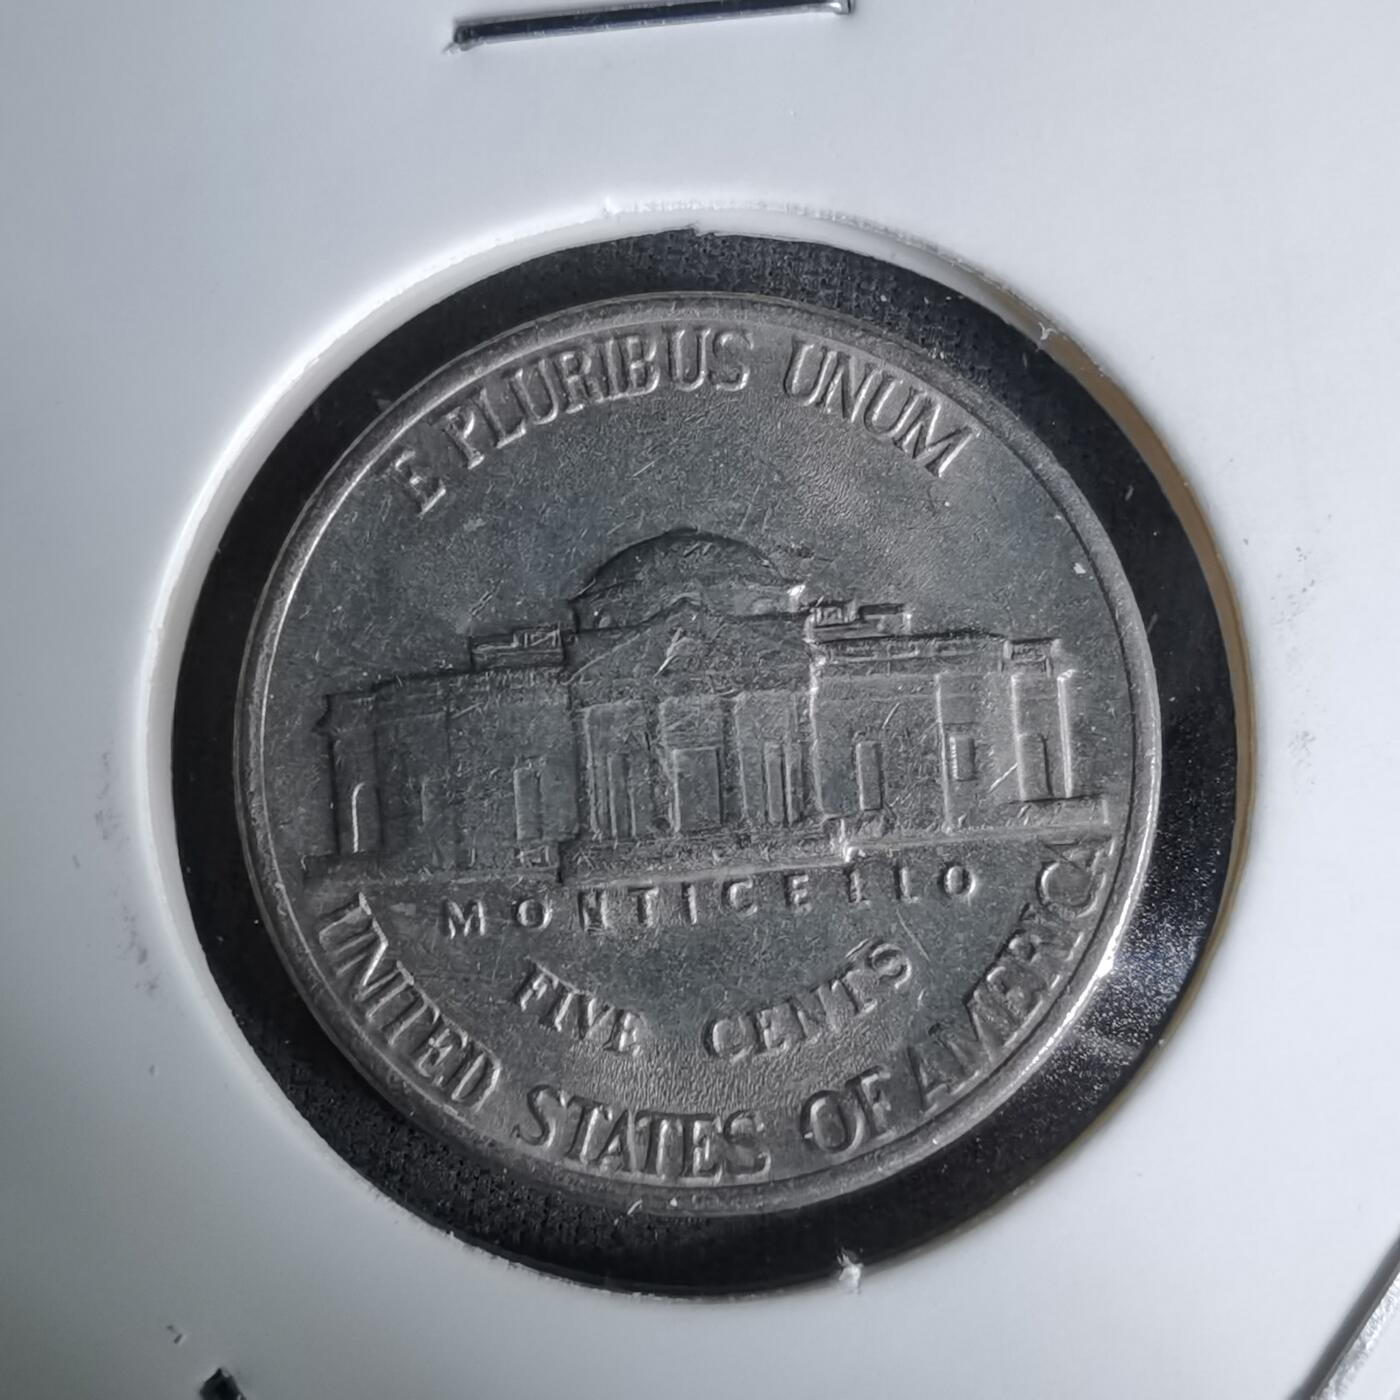 E PLURIBUS UNUM
MONTICELLO
FIVE CENTS
UNITED STATES OF AMERICA